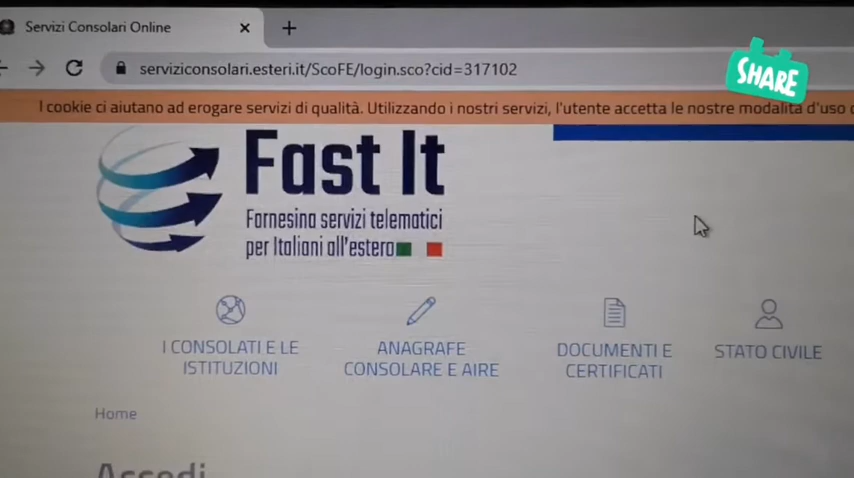 Servizi Consolari Online
serviziconsolari.esteri.it/ScoFE/login.sco?cid=317102
SHARE
I cookie ci aiutano ad erogare servizi di qualità. Utilizzando i nostri servizi, l'utente accetta le nostre modalità d'uso
Fast It
Farnesina servizi telematici
per Italiani all'estero
I CONSOLATI E LE
ISTITUZIONI
ANAGRAFE
CONSOLARE E AIRE
DOCUMENTI E
CERTIFICATI
STATO CIVILE
Home
Accedi